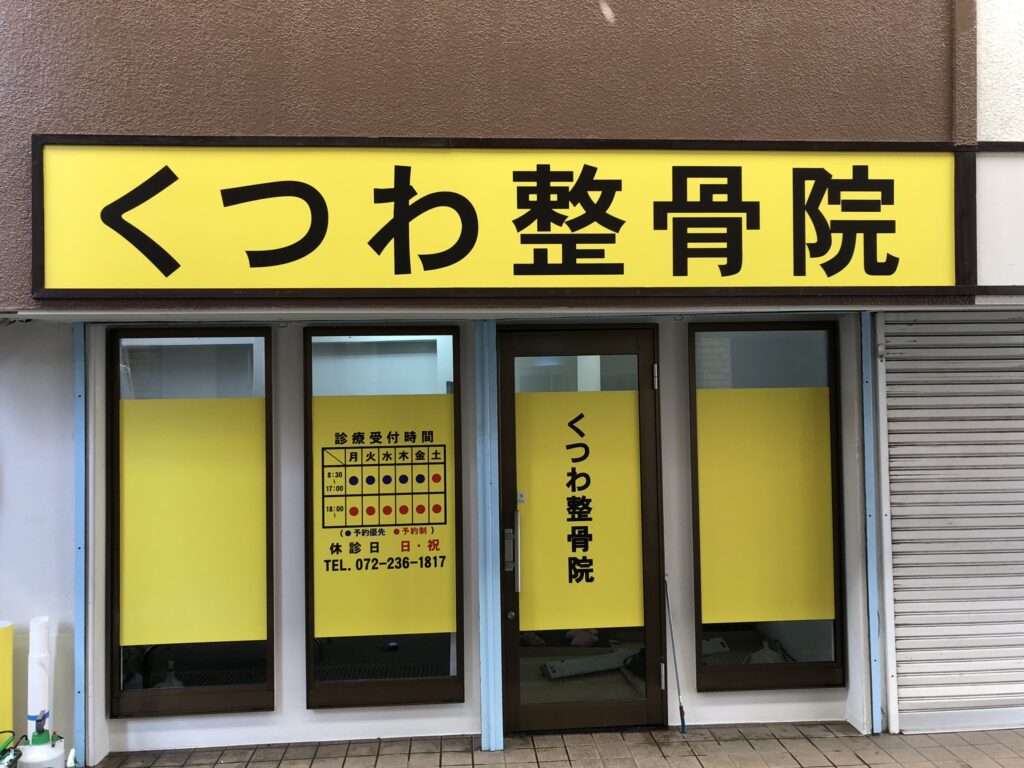 くつわ整骨院
診療受付時間
月 火 水 木 金 土
8:30 ~ 17:00 ● ● ● ● ● ●
18:00 ~ ● ● ● ● ● ●
(●予約優先 ●予約制)
休診日 日・祝
TEL. 072-236-1817
くつわ整骨院